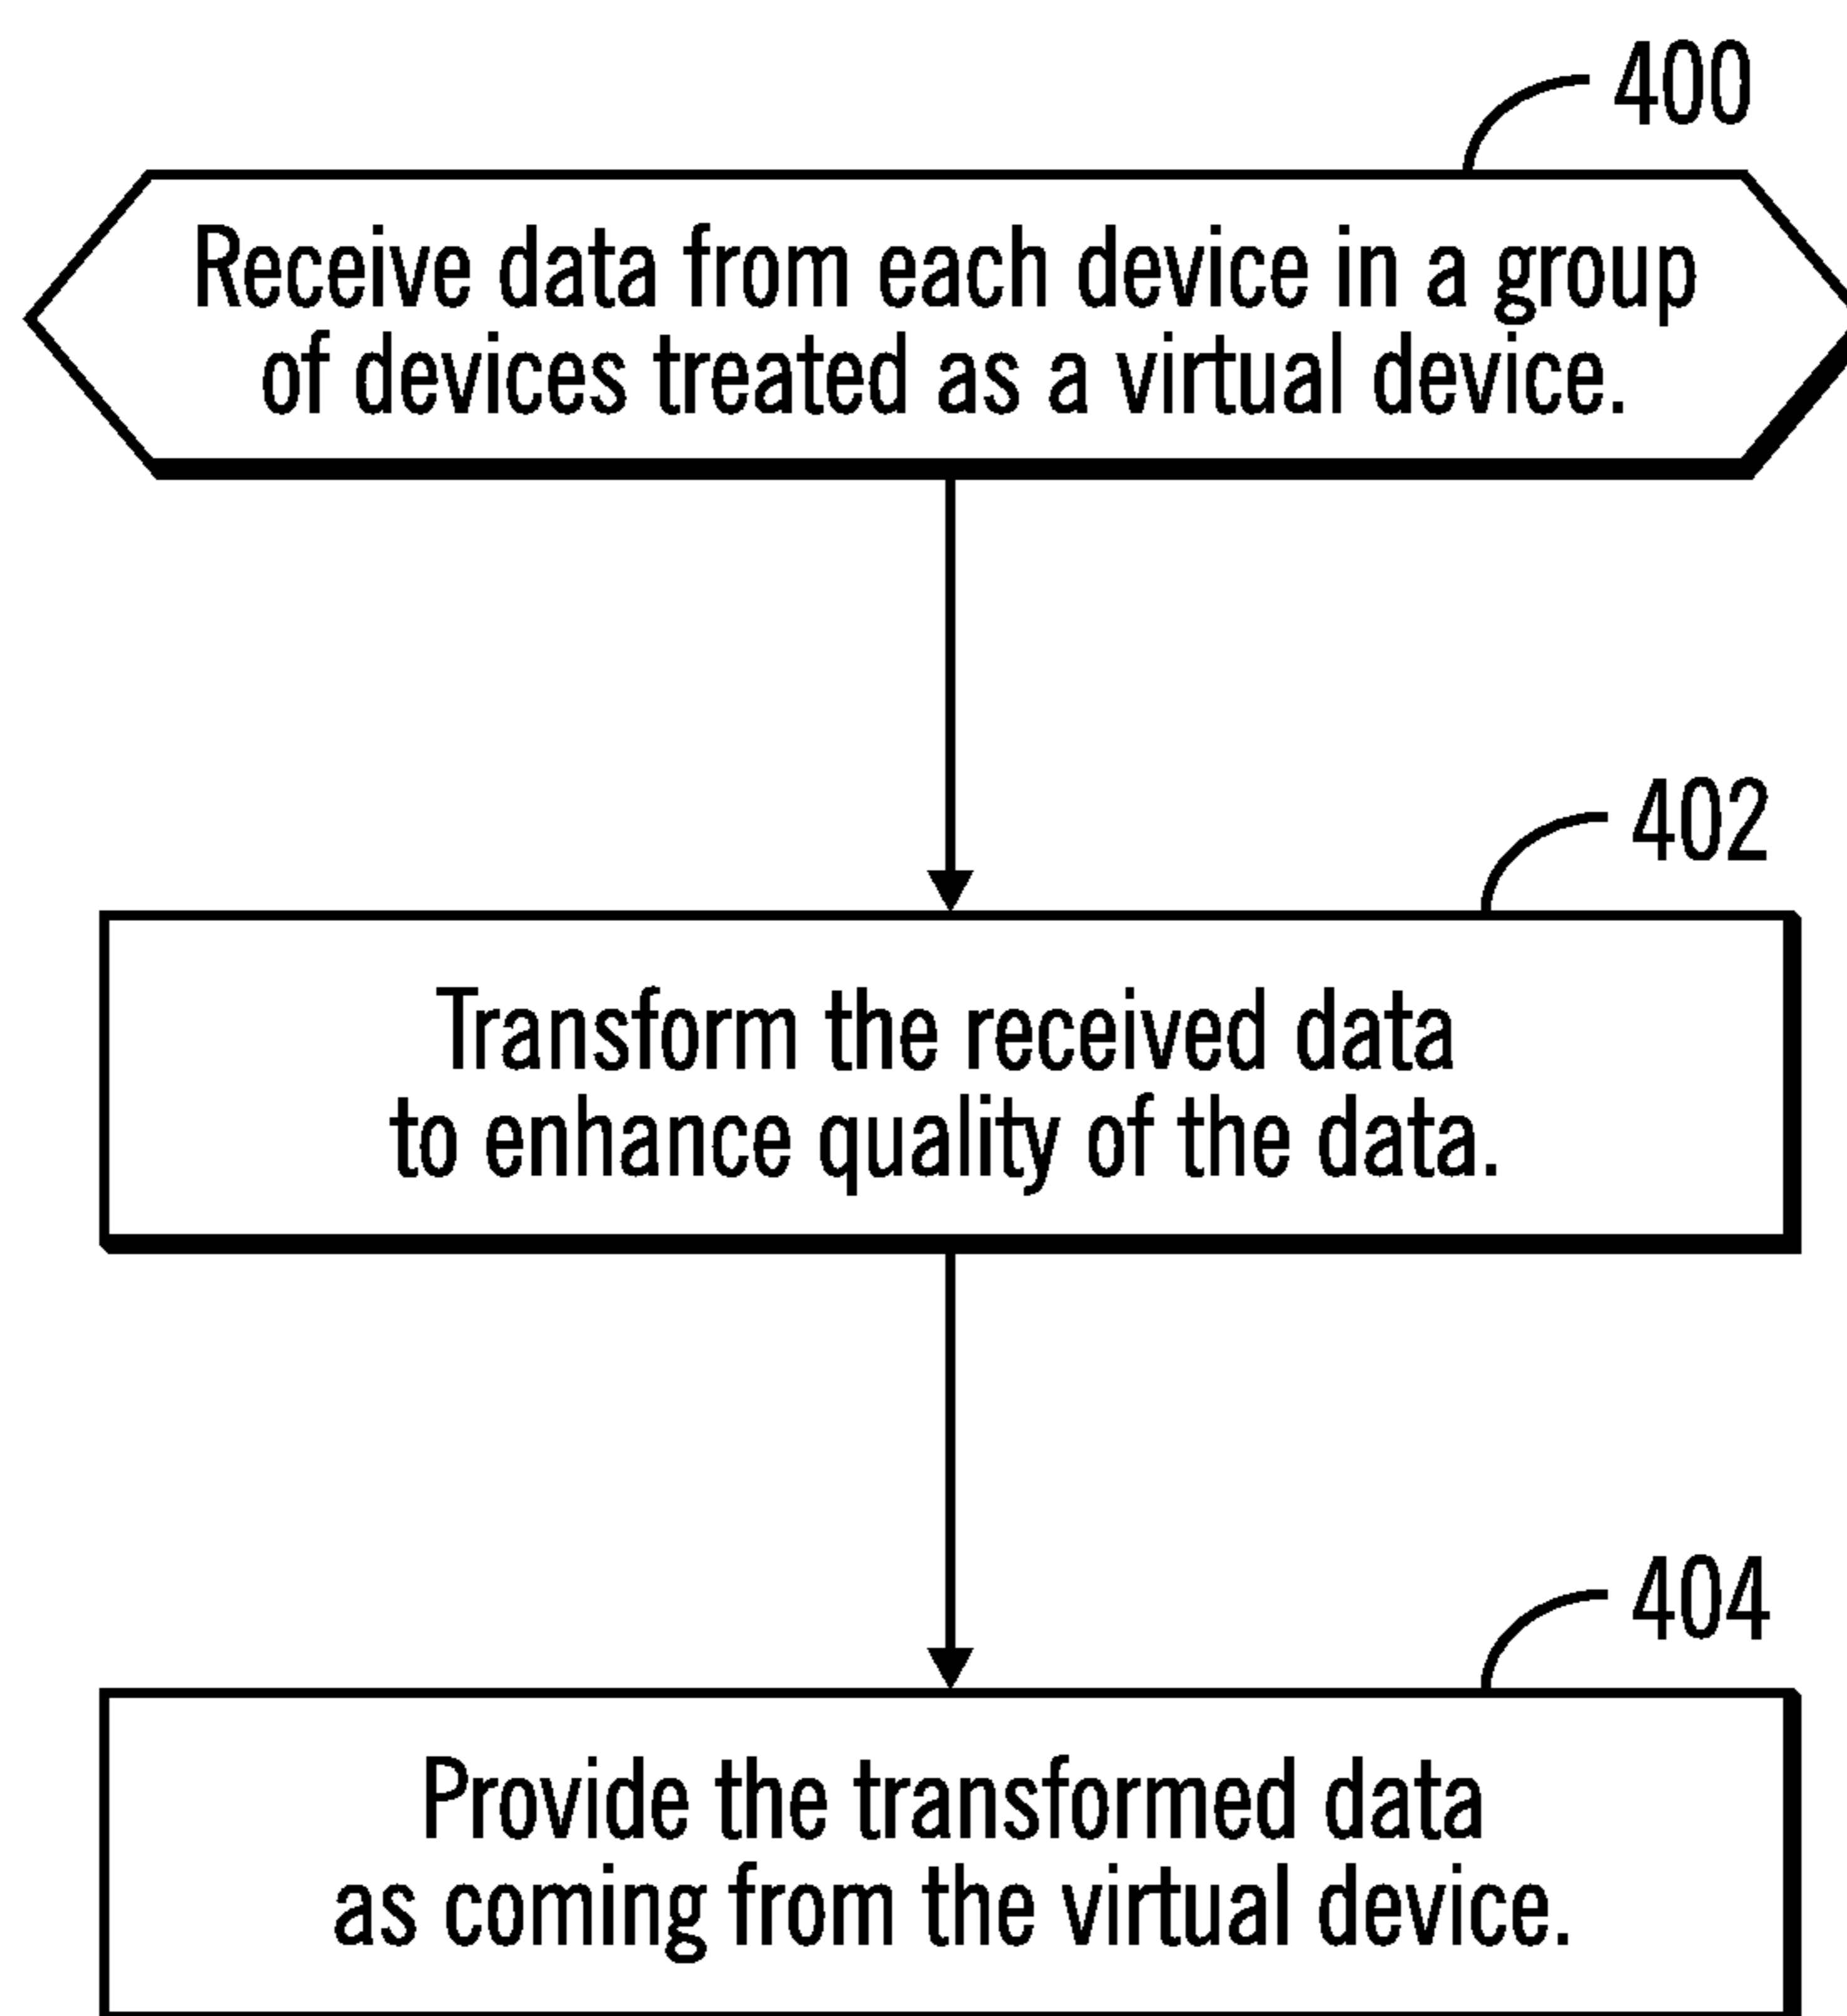 400
Receive data from each device in a group
of devices treated as a virtual device.
402
Transform the received data
to enhance quality of the data.
404
Provide the transformed data
as coming from the virtual device.